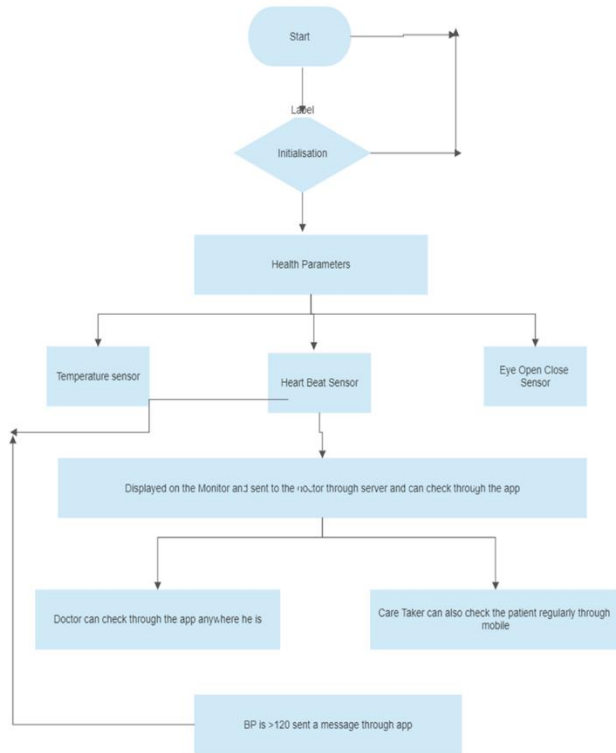 Start
Label
Initialisation
Health Parameters
Temperature sensor
Heart Beat Sensor
Eye Open Close
Sensor
Displayed on the Monitor and sent to the doctor through server and can check through the app
Doctor can check through the app anywhere he is
Care Taker can also check the patient regularly through
mobile
BP is >120 sent a message through app